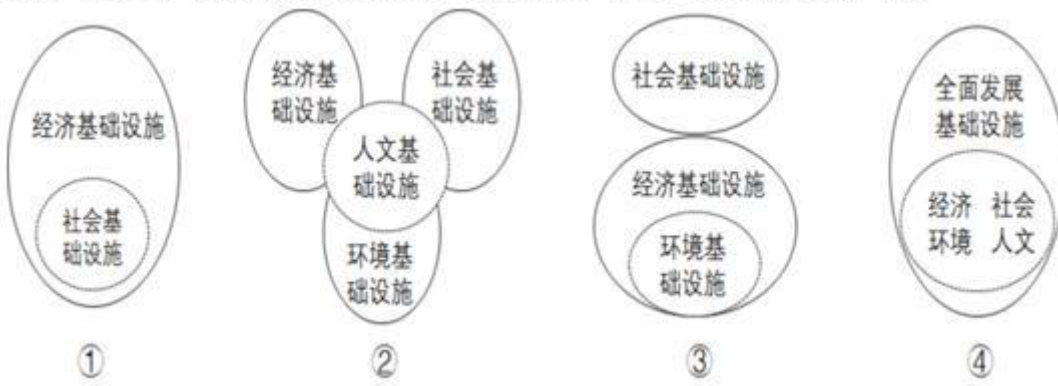 经济基础设施
社会基
础设施
①
经济基
础设施
社会基
础设施
人文基
础设施
环境基
础设施
②
社会基础设施
经济基础设施
环境基
础设施
③
全面发展
基础设施
经济 社会
环境 人文
④